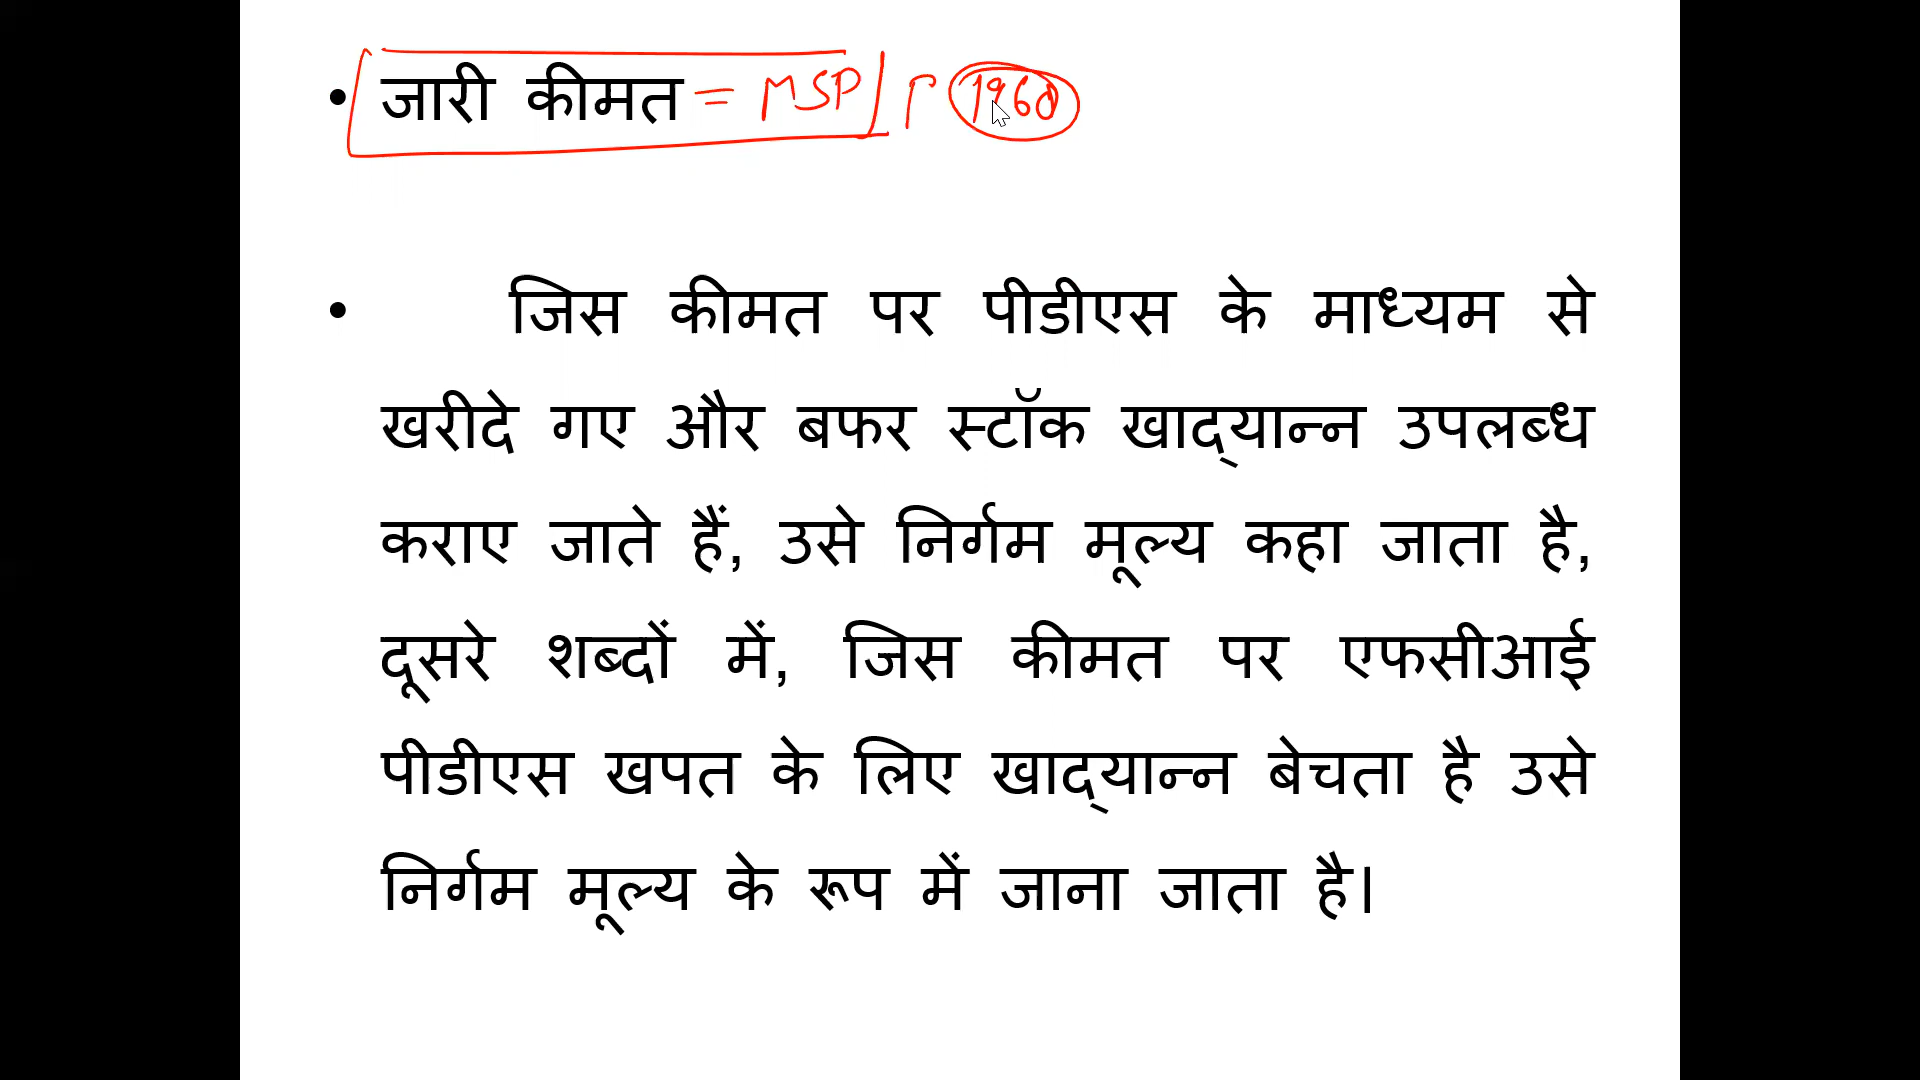 • जारी कीमत = MSP 1960
• जिस कीमत पर पीडीएस के माध्यम से
खरीदे गए और बफर स्टॉक खाद्यान्न उपलब्ध
कराए जाते हैं, उसे निर्गम मूल्य कहा जाता है,
दूसरे शब्दों में, जिस कीमत पर एफसीआई
पीडीएस खपत के लिए खाद्यान्न बेचता है उसे
निर्गम मूल्य के रूप में जाना जाता है।